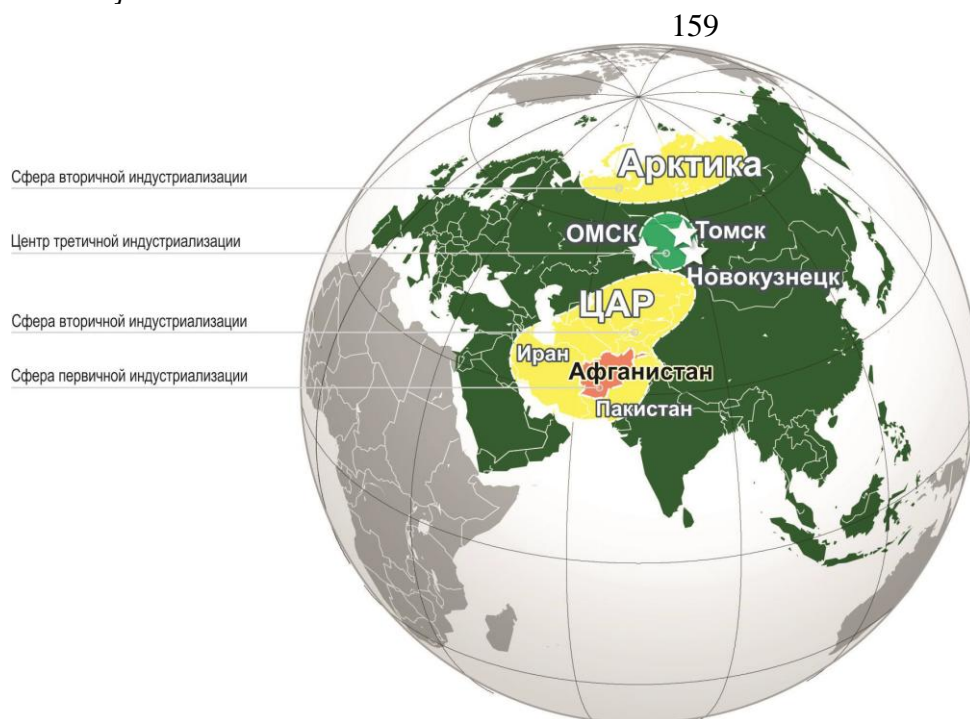 159
Арктика
Сфера вторичной индустриализации
ОМСК
Томск
Центр третичной индустриализации
Новокузнецк
ЦАР
Сфера вторичной индустриализации
Иран
Афганистан
Сфера первичной индустриализации
Пакистан